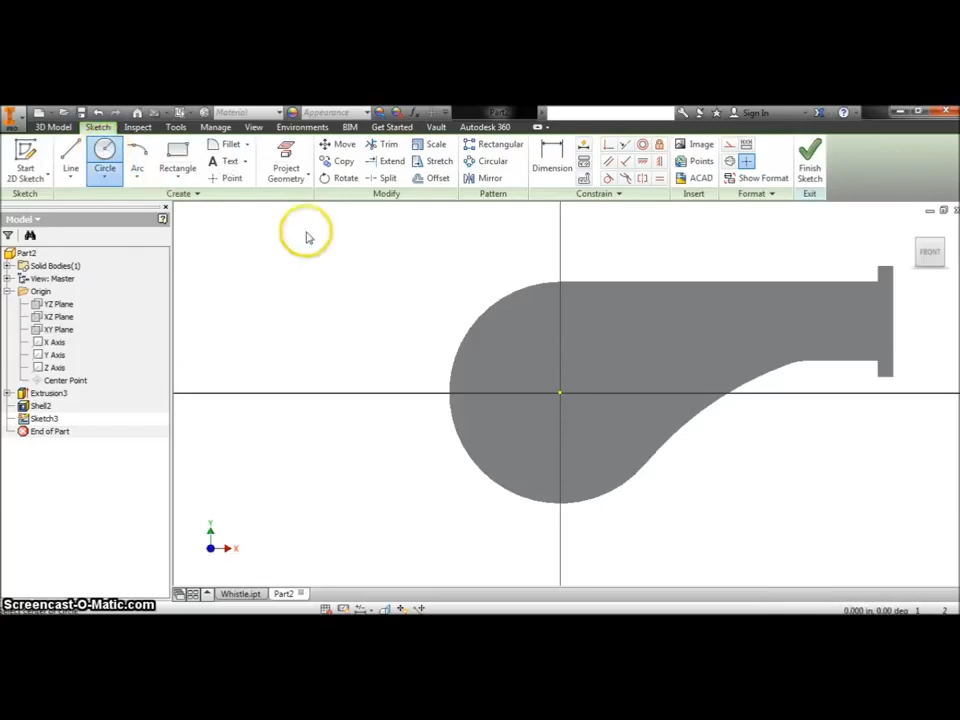 Material Appearance Part2 Sign In
PRO 3D Model Sketch Inspect Tools Manage View Environments BIM Get Started Vault Autodesk 360
Start 2D Sketch Line Circle Arc Rectangle Fillet Text Point Project Geometry Move Copy Rotate Trim Extend Split Scale Stretch Offset Rectangular Circular Mirror Dimension Image Points ACAD Show Format Finish Sketch
Sketch Create Modify Pattern Constrain Insert Format Exit
Model
Part2
Solid Bodies(1)
View: Master
Origin
YZ Plane
XZ Plane
XY Plane
X Axis
Y Axis
Z Axis
Center Point
Extrusion3
Shell2
Sketch3
End of Part
FRONT
Y
X
Whistle.ipt Part2
Screencast-O-Matic.com
0.000 in, 0.00 deg 1 2